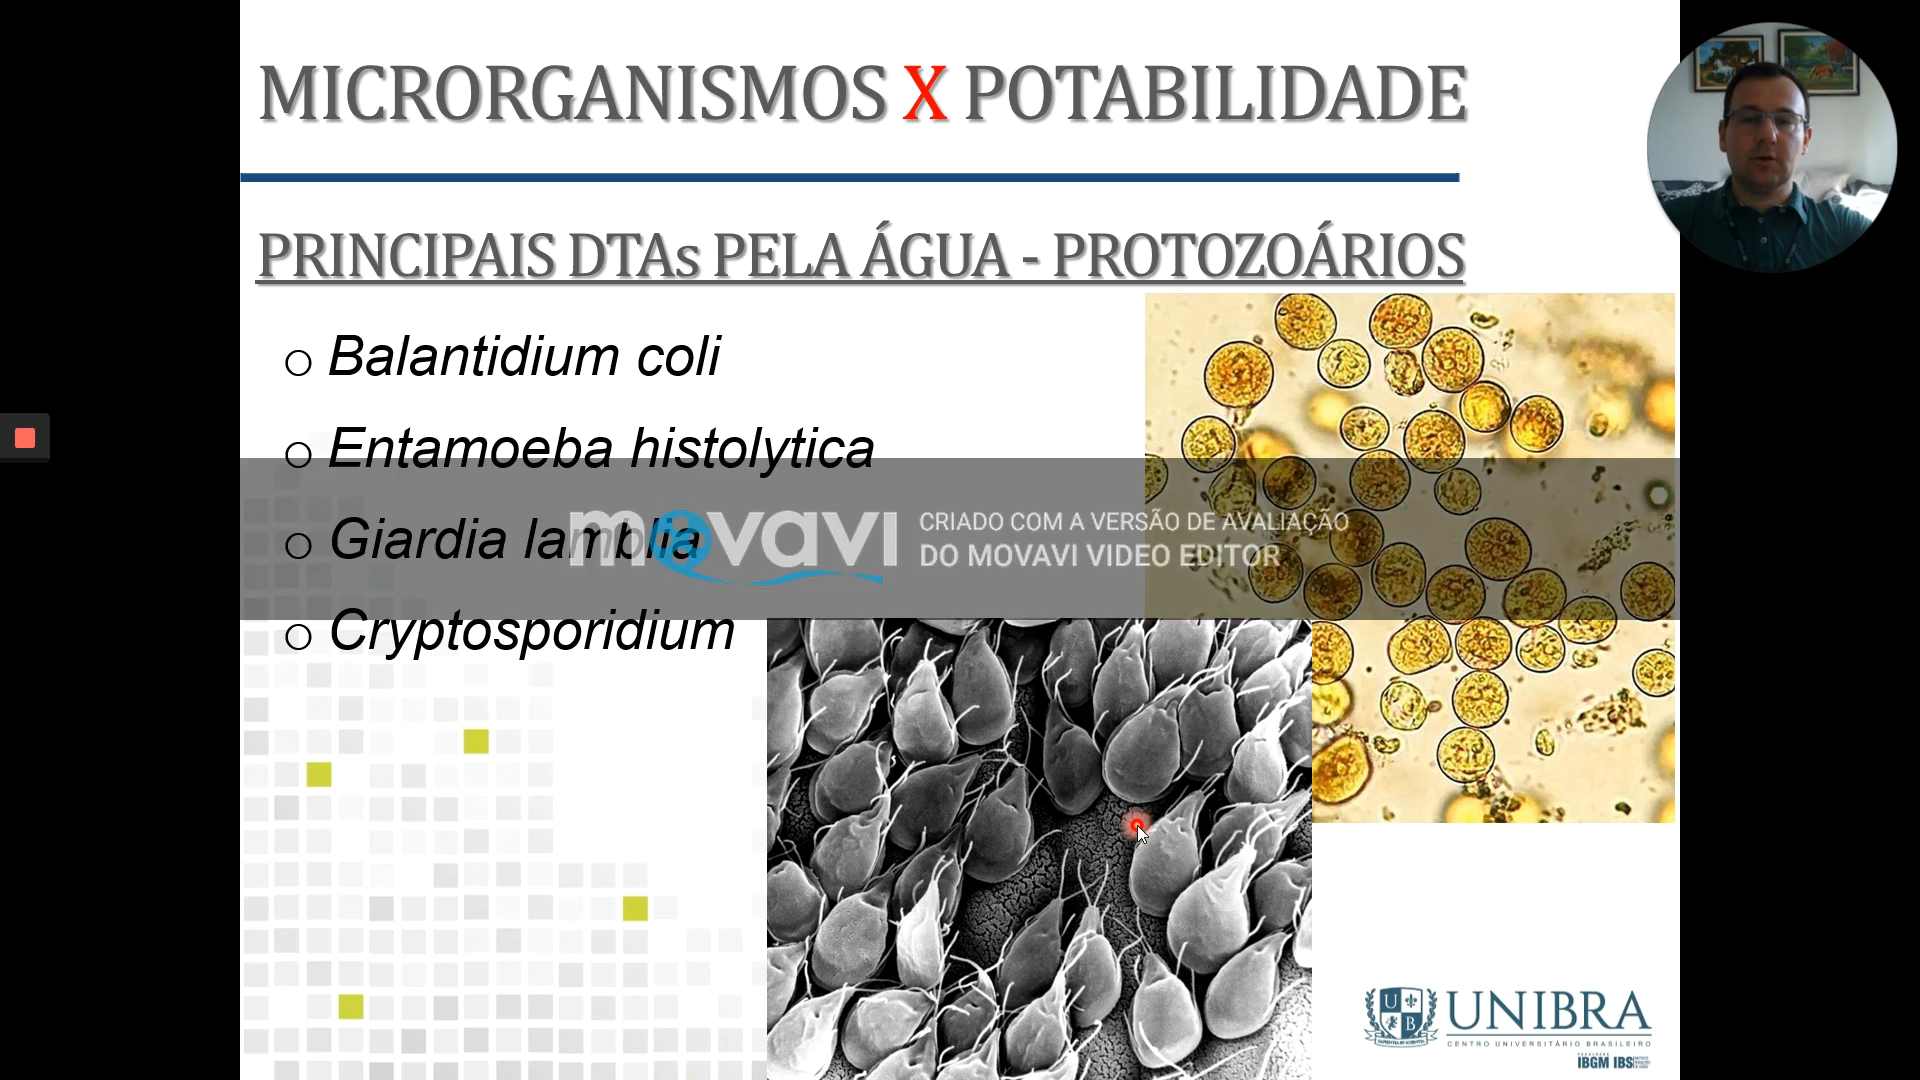 MICRORGANISMOS X POTABILIDADE
PRINCIPAIS DTAs PELA ÁGUA - PROTOZOÁRIOS
Balantidium coli
Entamoeba histolytica
Giardia lamblia
Cryptosporidium
movavi
CRIADO COM A VERSÃO DE AVALIAÇÃO
DO MOVAVI VIDEO EDITOR
U
B
UNIBRA
CENTRO UNIVERSITÁRIO BRASILEIRO
IBGM IBS